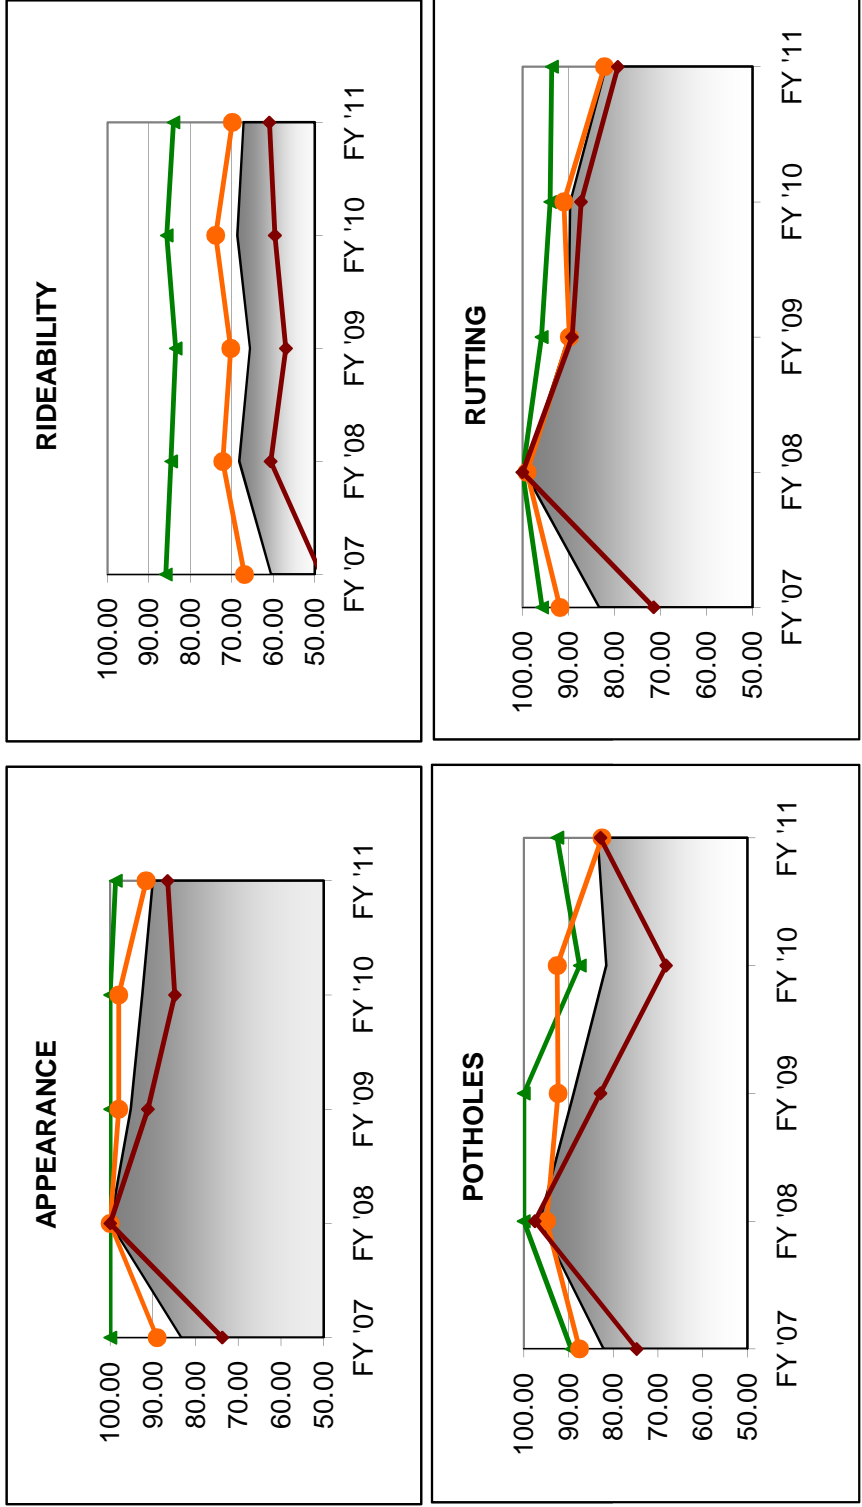 APPEARANCE
100.00
90.00
80.00
70.00
60.00
50.00
FY '07
FY '08
FY '09
FY '10
FY '11
RIDEABILITY
100.00
90.00
80.00
70.00
60.00
50.00
FY '07
FY '08
FY '09
FY '10
FY '11
POTHOLES
100.00
90.00
80.00
70.00
60.00
50.00
FY '07
FY '08
FY '09
FY '10
FY '11
RUTTING
100.00
90.00
80.00
70.00
60.00
50.00
FY '07
FY '08
FY '09
FY '10
FY '11